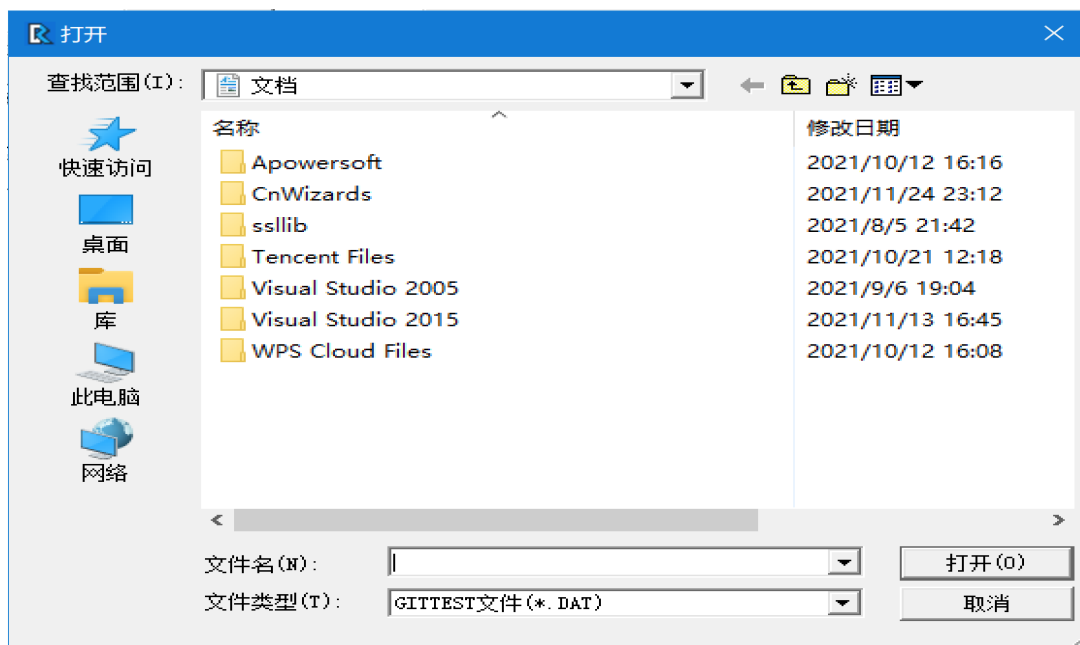 打开
查找范围(I):
文档
快速访问
桌面
库
此电脑
网络
名称 修改日期
Apowersoft 2021/10/12 16:16
CnWizards 2021/11/24 23:12
ssllib 2021/8/5 21:42
Tencent Files 2021/10/21 12:18
Visual Studio 2005 2021/9/6 19:04
Visual Studio 2015 2021/11/13 16:45
WPS Cloud Files 2021/10/12 16:08
文件名(N):
打开(O)
文件类型(T): GITTEST文件(*.DAT)
取消